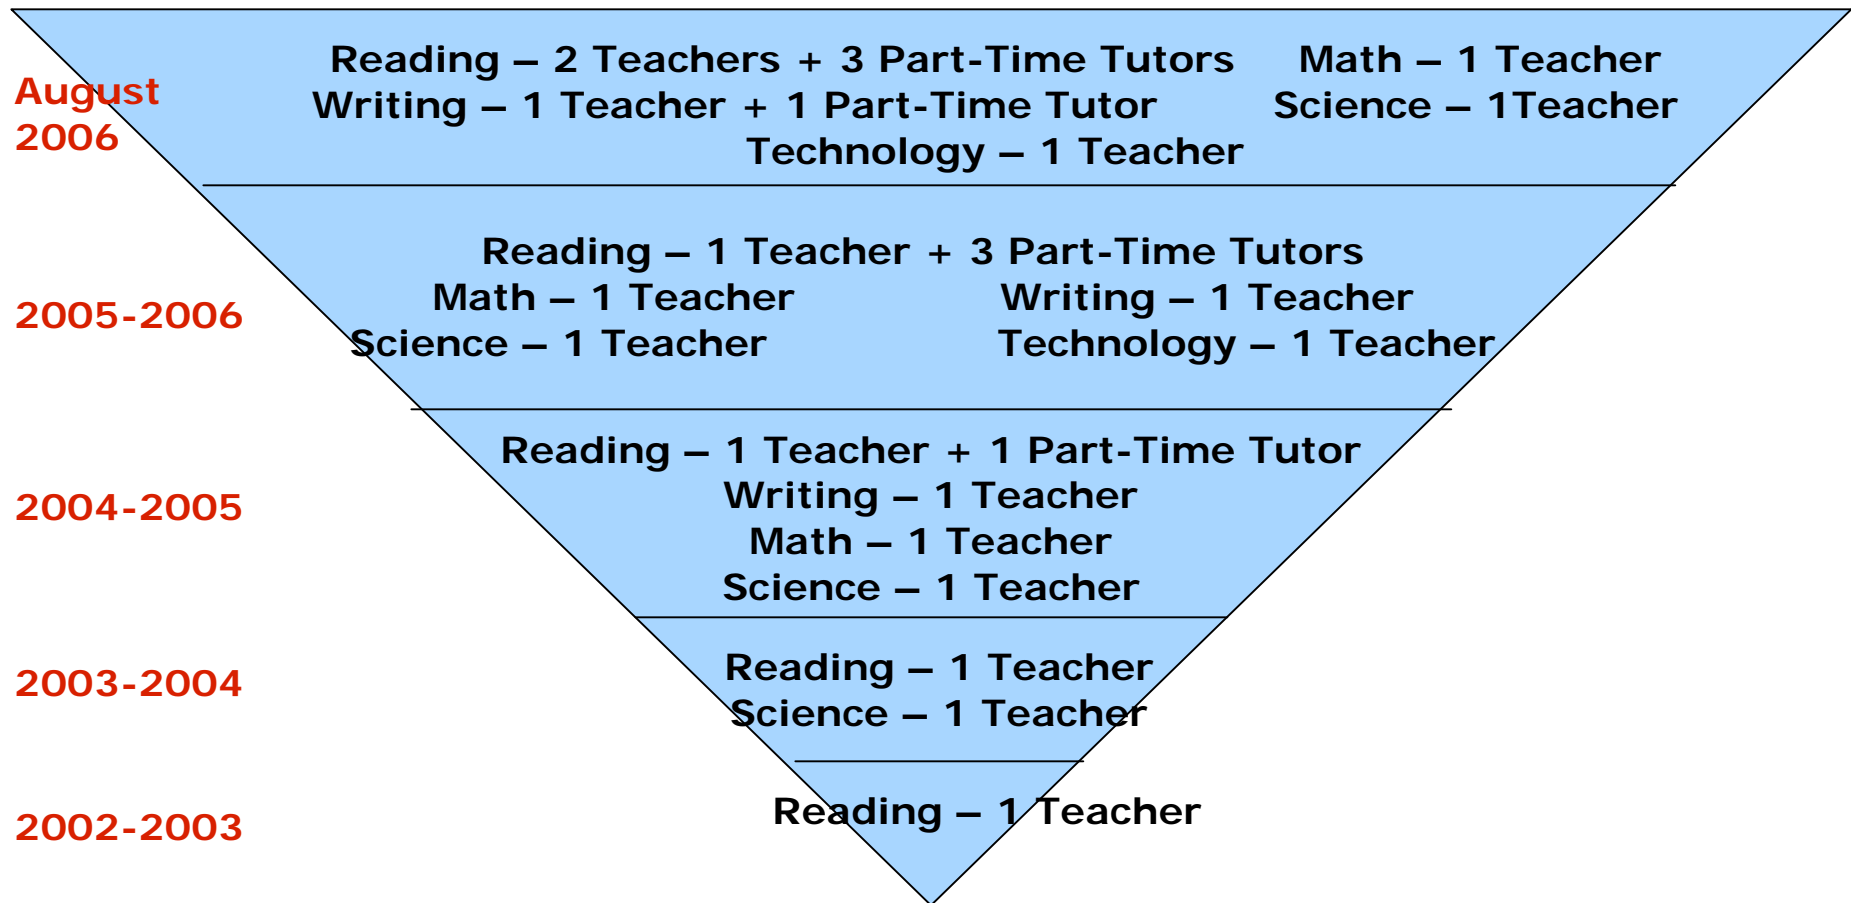 August
2006
Reading – 2 Teachers + 3 Part-Time Tutors Math – 1 Teacher
Writing – 1 Teacher + 1 Part-Time Tutor Science – 1Teacher
Technology – 1 Teacher
2005-2006
Reading – 1 Teacher + 3 Part-Time Tutors
Math – 1 Teacher Writing – 1 Teacher
Science – 1 Teacher Technology – 1 Teacher
2004-2005
Reading – 1 Teacher + 1 Part-Time Tutor
Writing – 1 Teacher
Math – 1 Teacher
Science – 1 Teacher
2003-2004
Reading – 1 Teacher
Science – 1 Teacher
2002-2003
Reading – 1 Teacher